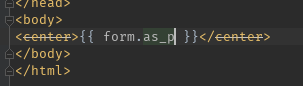 </head>
<body>
<center>{{ form.as_p }}</center>
</body>
</html>